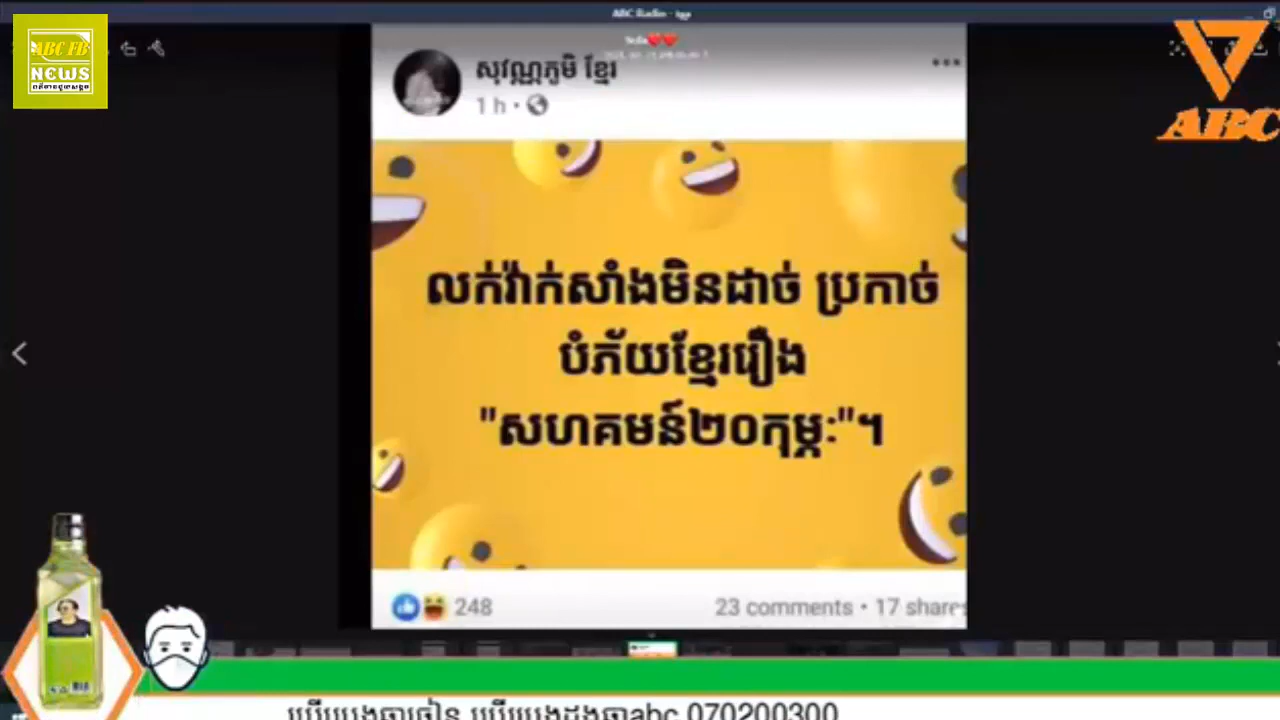 ABC Radio
ABC FB
NEWS
ABC
សុវណ្ណភូមិ ខ្មែរ
1 h
លក់វ៉ាក់សាំងមិនដាច់ ប្រកាច់
បំភ័យខ្មែររឿង
"សហគមន៍២០កុម្ភៈ"។
248
23 comments • 17 shares
abc 070200300